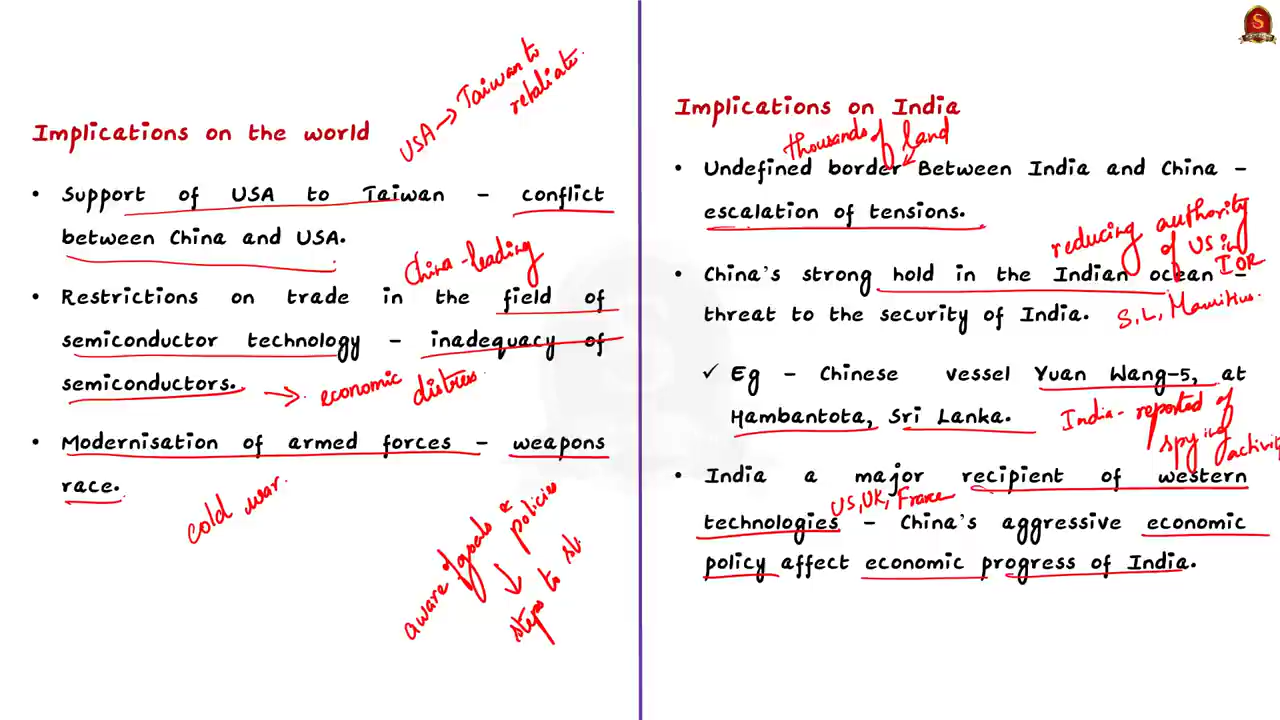 USA → Taiwan to
retaliate.
Implications on the world
• Support of USA to Taiwan - conflict
between China and USA.
China-leading
• Restrictions on trade in the field of
semiconductor technology - inadequacy of
semiconductors. → economic distress.
• Modernisation of armed forces - weapons
race.
cold war.
aware of goals & policies
↓
steps to
Implications on India
thousands of land
• Undefined border Between India and China -
escalation of tensions.
reducing authority
of US in
IOR
• China's strong hold in the Indian ocean -
threat to the security of India.
S.L, Mauritius.
✓ Eg - Chinese vessel Yuan Wang-5, at
Hambantota, Sri Lanka.
India - reported of
spying activity
• India a major recipient of western
US, UK, France
technologies - China's aggressive economic
policy affect economic progress of India.
S